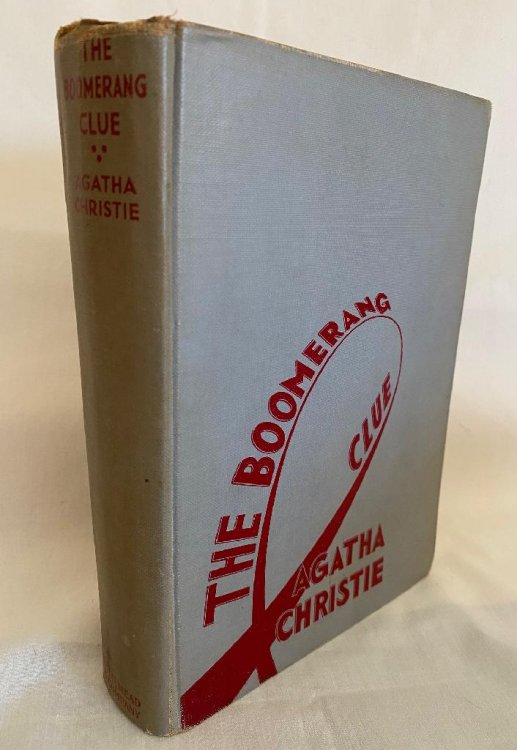 THE
BOOMERANG
CLUE
AGATHA
CHRISTIE
THE BOOMERANG
CLUE
AGATHA
CHRISTIE